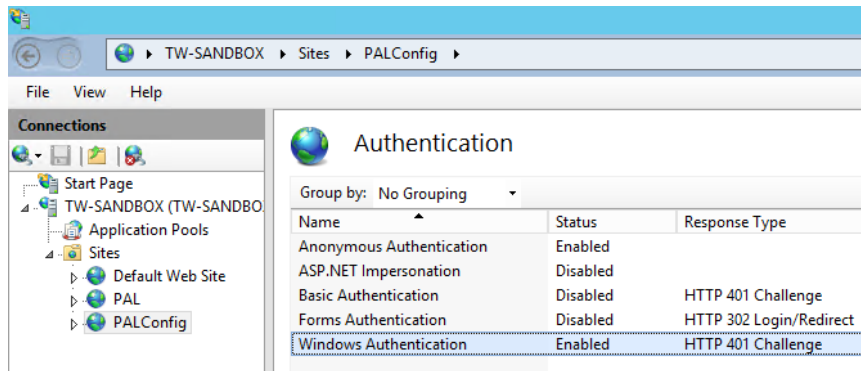 TW-SANDBOX Sites PALConfig
File View Help
Connections
Start Page
TW-SANDBOX (TW-SANDBO
Application Pools
Sites
Default Web Site
PAL
PALConfig
Authentication
Group by: No Grouping
Name Status Response Type
Anonymous Authentication Enabled
ASP.NET Impersonation Disabled
Basic Authentication Disabled HTTP 401 Challenge
Forms Authentication Disabled HTTP 302 Login/Redirect
Windows Authentication Enabled HTTP 401 Challenge